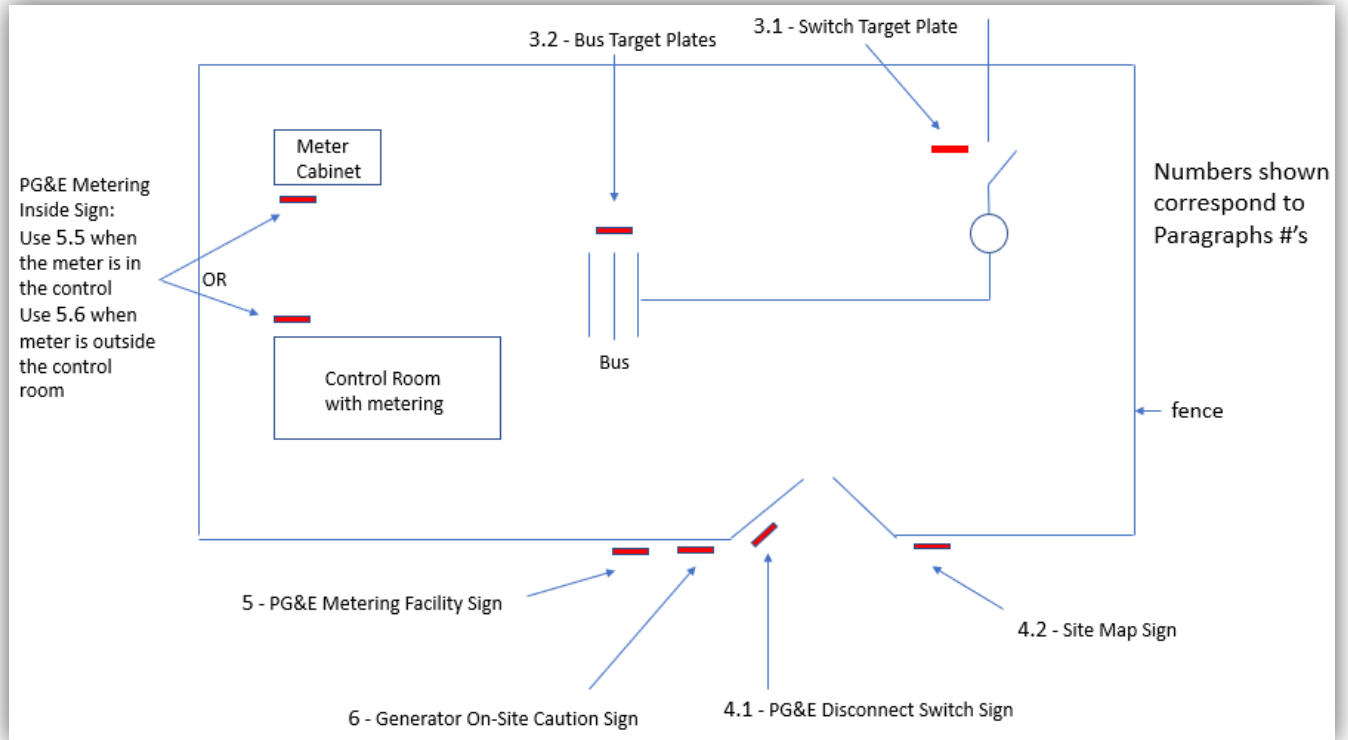 3.2 - Bus Target Plates
3.1 - Switch Target Plate
Meter
Cabinet
PG&E Metering
Inside Sign:
Use 5.5 when
the meter is in
the control
Use 5.6 when
meter is outside
the control
room
OR
Numbers shown
correspond to
Paragraphs #'s
Bus
Control Room
with metering
fence
5 - PG&E Metering Facility Sign
4.2 - Site Map Sign
6 - Generator On-Site Caution Sign
4.1 - PG&E Disconnect Switch Sign